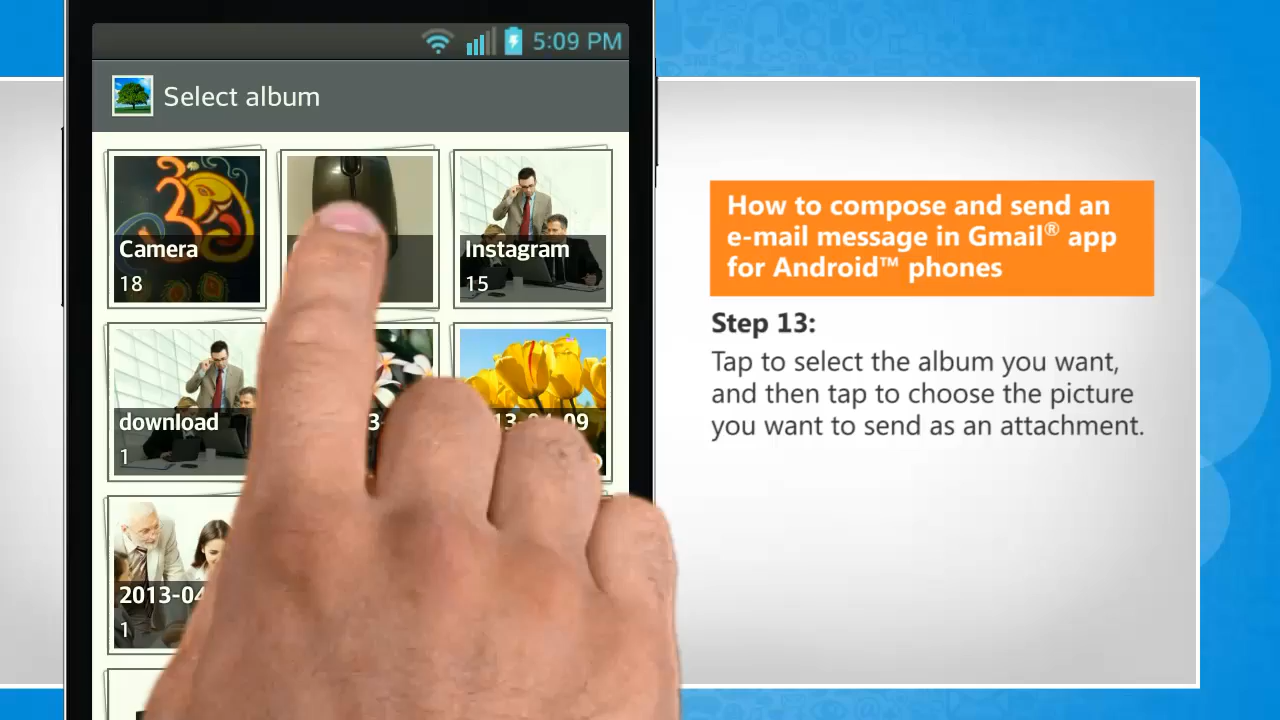 5:09 PM
Select album
Camera
18
Instagram
15
download
1
2013-04
1
How to compose and send an
e-mail message in Gmail® app
for Android™ phones
Step 13:
Tap to select the album you want,
and then tap to choose the picture
you want to send as an attachment.